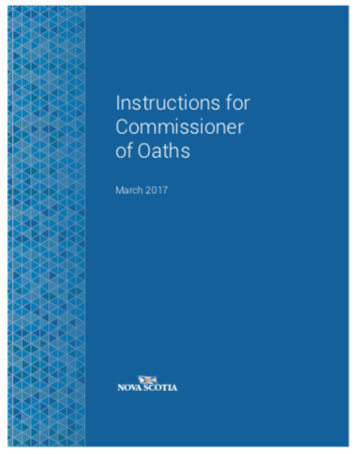 Instructions for
Commissioner
of Oaths
March 2017
NOVA SCOTIA